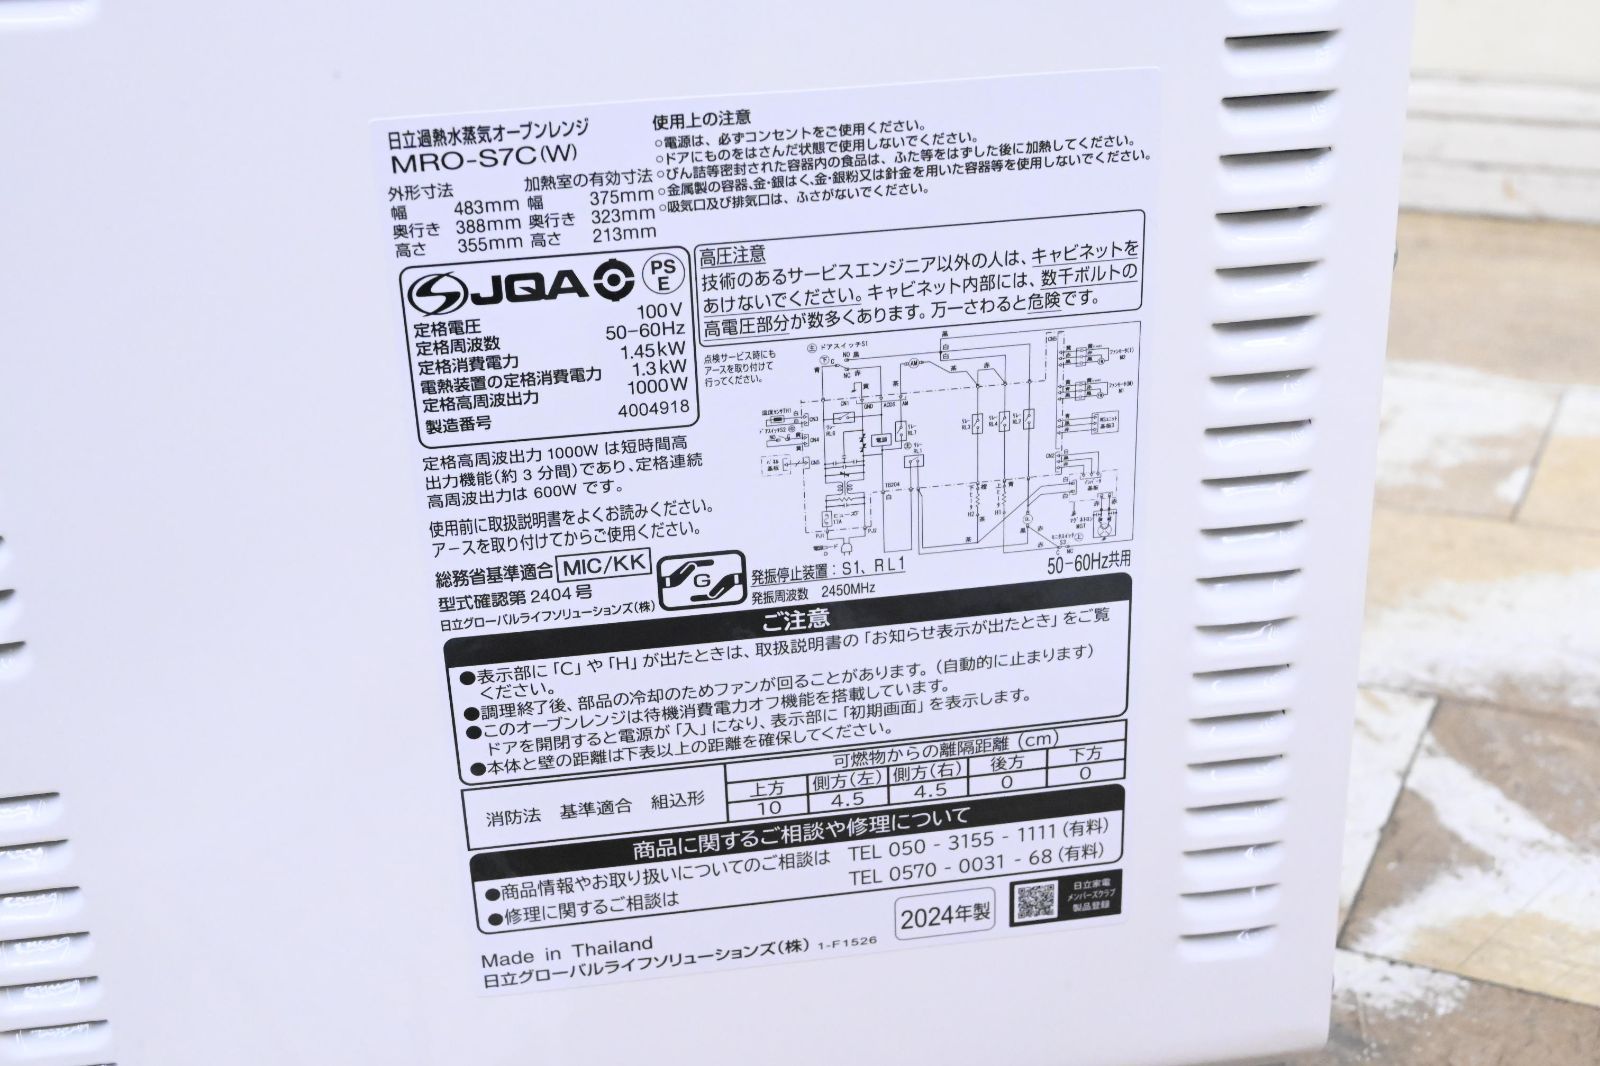 日立過熱水蒸気オーブンレンジ
MRO-S7C(W)
外形寸法 加熱室の有効寸法
幅 483mm 幅 375mm
奥行き 388mm 奥行き 323mm
高さ 355mm 高さ 213mm
使用上の注意
○電源は、必ずコンセントをご使用ください。
○ドアにものをはさんだ状態で使用しないでください。
○びん詰等密封された容器内の食品は、ふた等をはずした後に加熱してください。
○金属製の容器、金・銀はく、金・銀粉又は針金を用いた容器等を使用しないでください。
○吸気口及び排気口は、ふさがないでください。
JQA PS E
定格電圧 100V
定格周波数 50-60Hz
定格消費電力 1.45kW
電熱装置の定格消費電力 1.3kW
定格高周波出力 1000W
製造番号 4004918
高圧注意
技術のあるサービスエンジニア以外の人は、キャビネットを
あけないでください。キャビネット内部には、数千ボルトの
高電圧部分が数多くあります。万一さわると危険です。
点検サービス時にも
アースを取り付けて
行ってください。
ドアスイッチS1
定格高周波出力 1000W は短時間高
出力機能(約 3 分間)であり、定格連続
高周波出力は 600W です。
使用前に取扱説明書をよくお読みください。
アースを取り付けてからご使用ください。
総務省基準適合 MIC/KK
型式確認第 2404 号
日立グローバルライフソリューションズ(株)
G
発振停止装置：S1、RL1
発振周波数 2450MHz
50-60Hz共用
ご注意
●表示部に「C」や「H」が出たときは、取扱説明書の「お知らせ表示が出たとき」をご覧
ください。
●調理終了後、部品の冷却のためファンが回ることがあります。(自動的に止まります)
●このオーブンレンジは待機消費電力オフ機能を搭載しています。
ドアを開閉すると電源が「入」になり、表示部に「初期画面」を表示します。
●本体と壁の距離は下表以上の距離を確保してください。
消防法 基準適合 組込形
可燃物からの離隔距離 (cm)
上方 側方(左) 側方(右) 後方 下方
10 4.5 4.5 0 0
商品に関するご相談や修理について
●商品情報やお取り扱いについてのご相談は TEL 050 - 3155 - 1111 (有料)
●修理に関するご相談は TEL 0570 - 0031 - 68 (有料)
2024年製
日立家電
メンバーズクラブ
製品登録
Made in Thailand
日立グローバルライフソリューションズ(株) 1-F1526